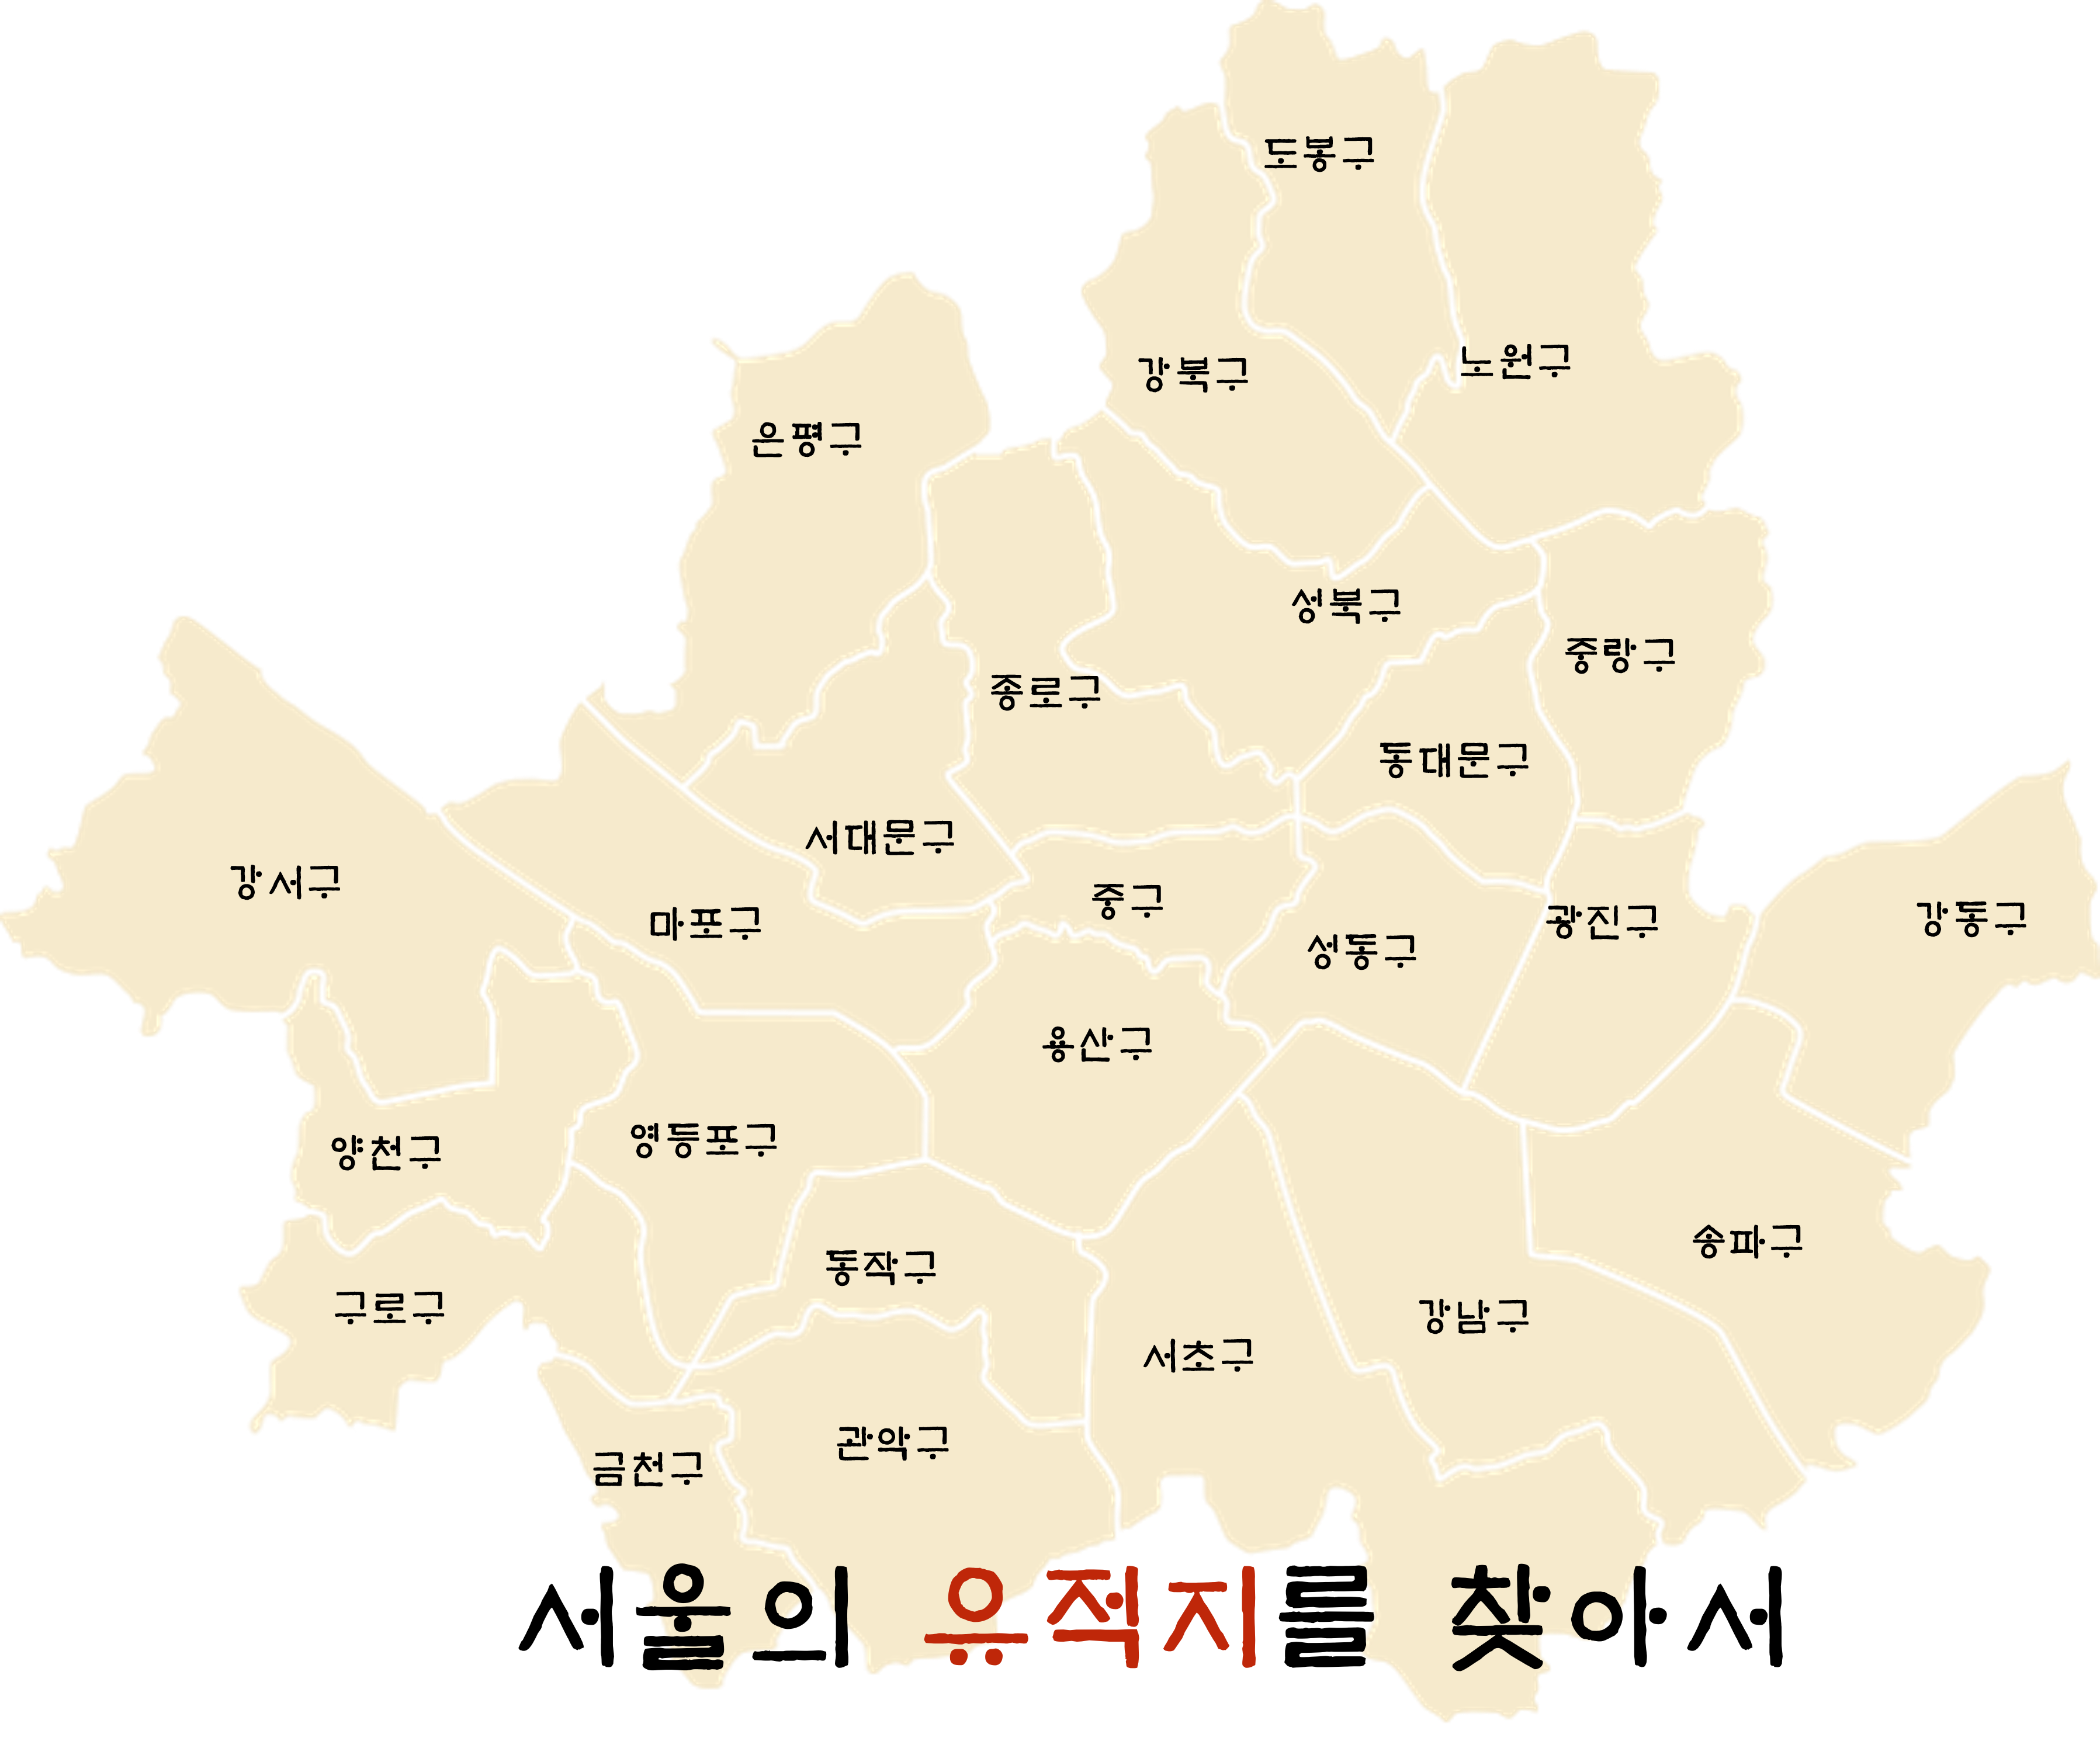 도봉구
노원구
강북구
은평구
성북구
중랑구
종로구
동대문구
서대문구
강서구
마포구
중구
성동구
광진구
강동구
용산구
양천구
영등포구
송파구
동작구
구로구
강남구
서초구
관악구
금천구
서울의 유적지를 찾아서